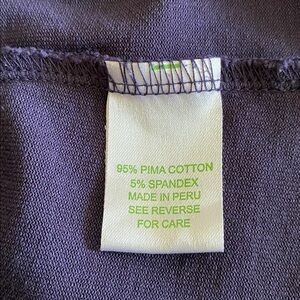 95% PIMA COTTON
5% SPANDEX
MADE IN PERU
SEE REVERSE
FOR CARE